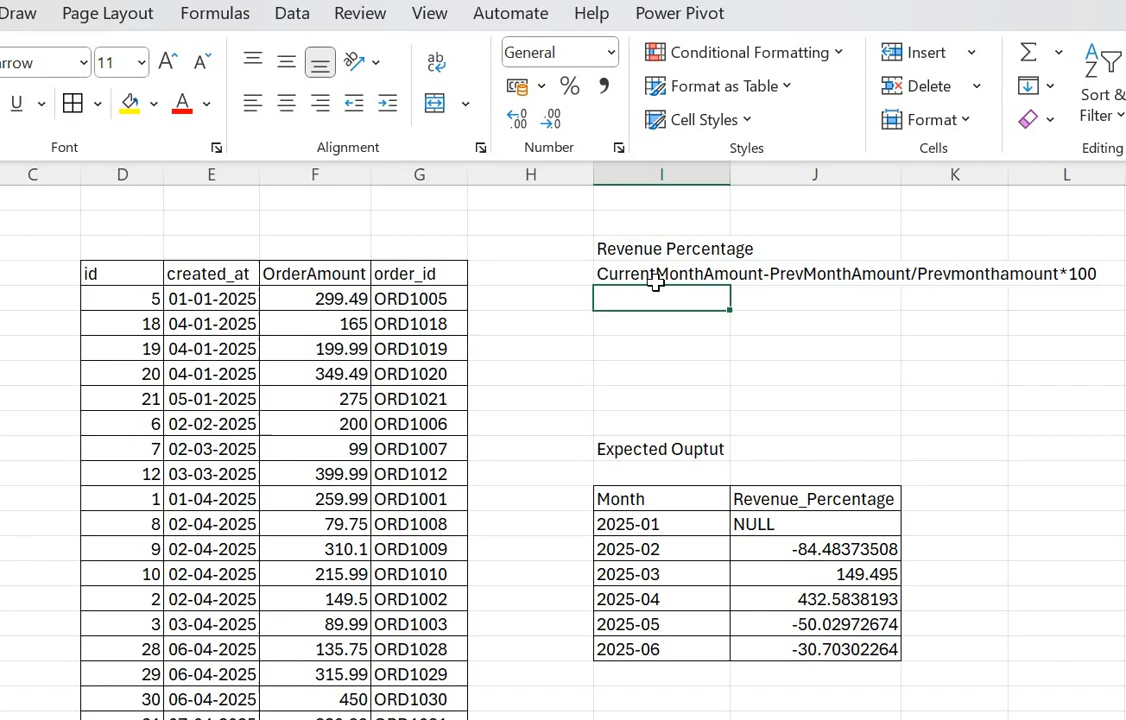 Draw Page Layout Formulas Data Review View Automate Help Power Pivot
11 A A General Conditional Formatting Insert Σ A Z
U A ab c % , Format as Table Delete Sort &
.00 .00 Cell Styles Format Filter
Font Alignment Number Styles Cells Editing
C D E F G H I J K L
Revenue Percentage
id created_at OrderAmount order_id CurrentMonthAmount-PrevMonthAmount/Prevmonthamount*100
5 01-01-2025 299.49 ORD1005
18 04-01-2025 165 ORD1018
19 04-01-2025 199.99 ORD1019
20 04-01-2025 349.49 ORD1020
21 05-01-2025 275 ORD1021
6 02-02-2025 200 ORD1006
7 02-03-2025 99 ORD1007 Expected Ouptut
12 03-03-2025 399.99 ORD1012
1 01-04-2025 259.99 ORD1001 Month Revenue_Percentage
8 02-04-2025 79.75 ORD1008 2025-01 NULL
9 02-04-2025 310.1 ORD1009 2025-02 -84.48373508
10 02-04-2025 215.99 ORD1010 2025-03 149.495
2 02-04-2025 149.5 ORD1002 2025-04 432.5838193
3 03-04-2025 89.99 ORD1003 2025-05 -50.02972674
28 06-04-2025 135.75 ORD1028 2025-06 -30.70302264
29 06-04-2025 315.99 ORD1029
30 06-04-2025 450 ORD1030